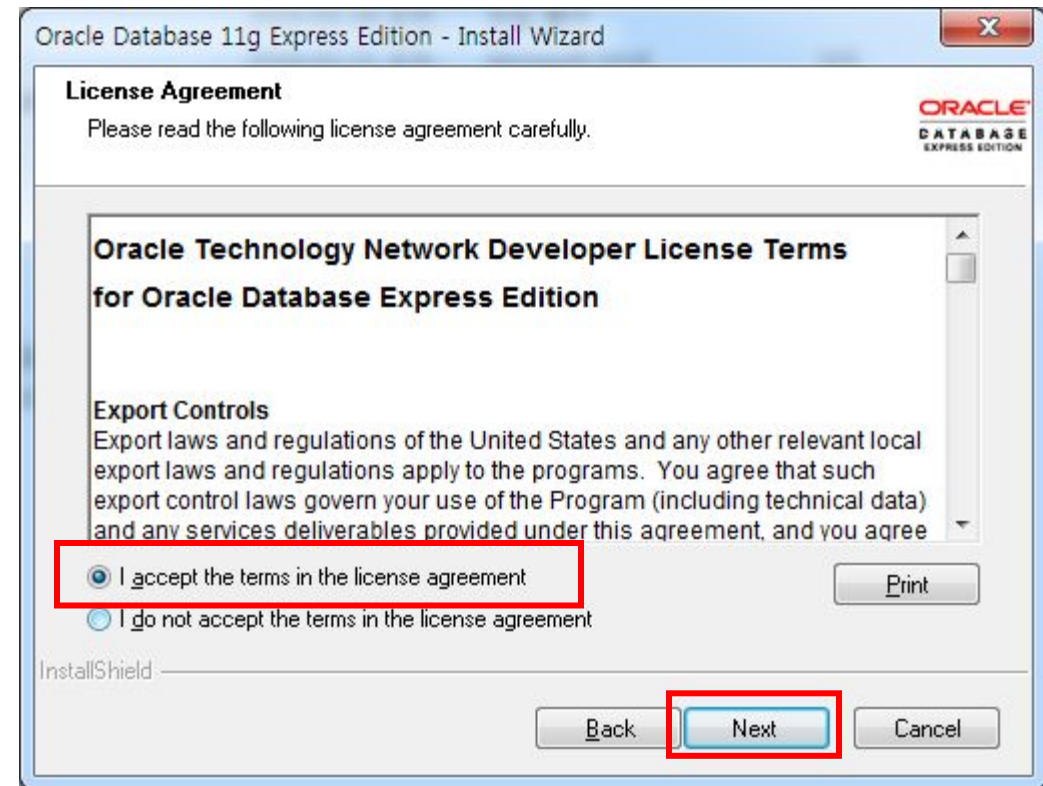 Oracle Database 11g Express Edition - Install Wizard
License Agreement
Please read the following license agreement carefully.
ORACLE
DATABASE
EXPRESS EDITION
Oracle Technology Network Developer License Terms
for Oracle Database Express Edition
Export Controls
Export laws and regulations of the United States and any other relevant local
export laws and regulations apply to the programs.  You agree that such
export control laws govern your use of the Program (including technical data)
and any services deliverables provided under this agreement, and you agree
I accept the terms in the license agreement
Print
I do not accept the terms in the license agreement
InstallShield
Back
Next
Cancel